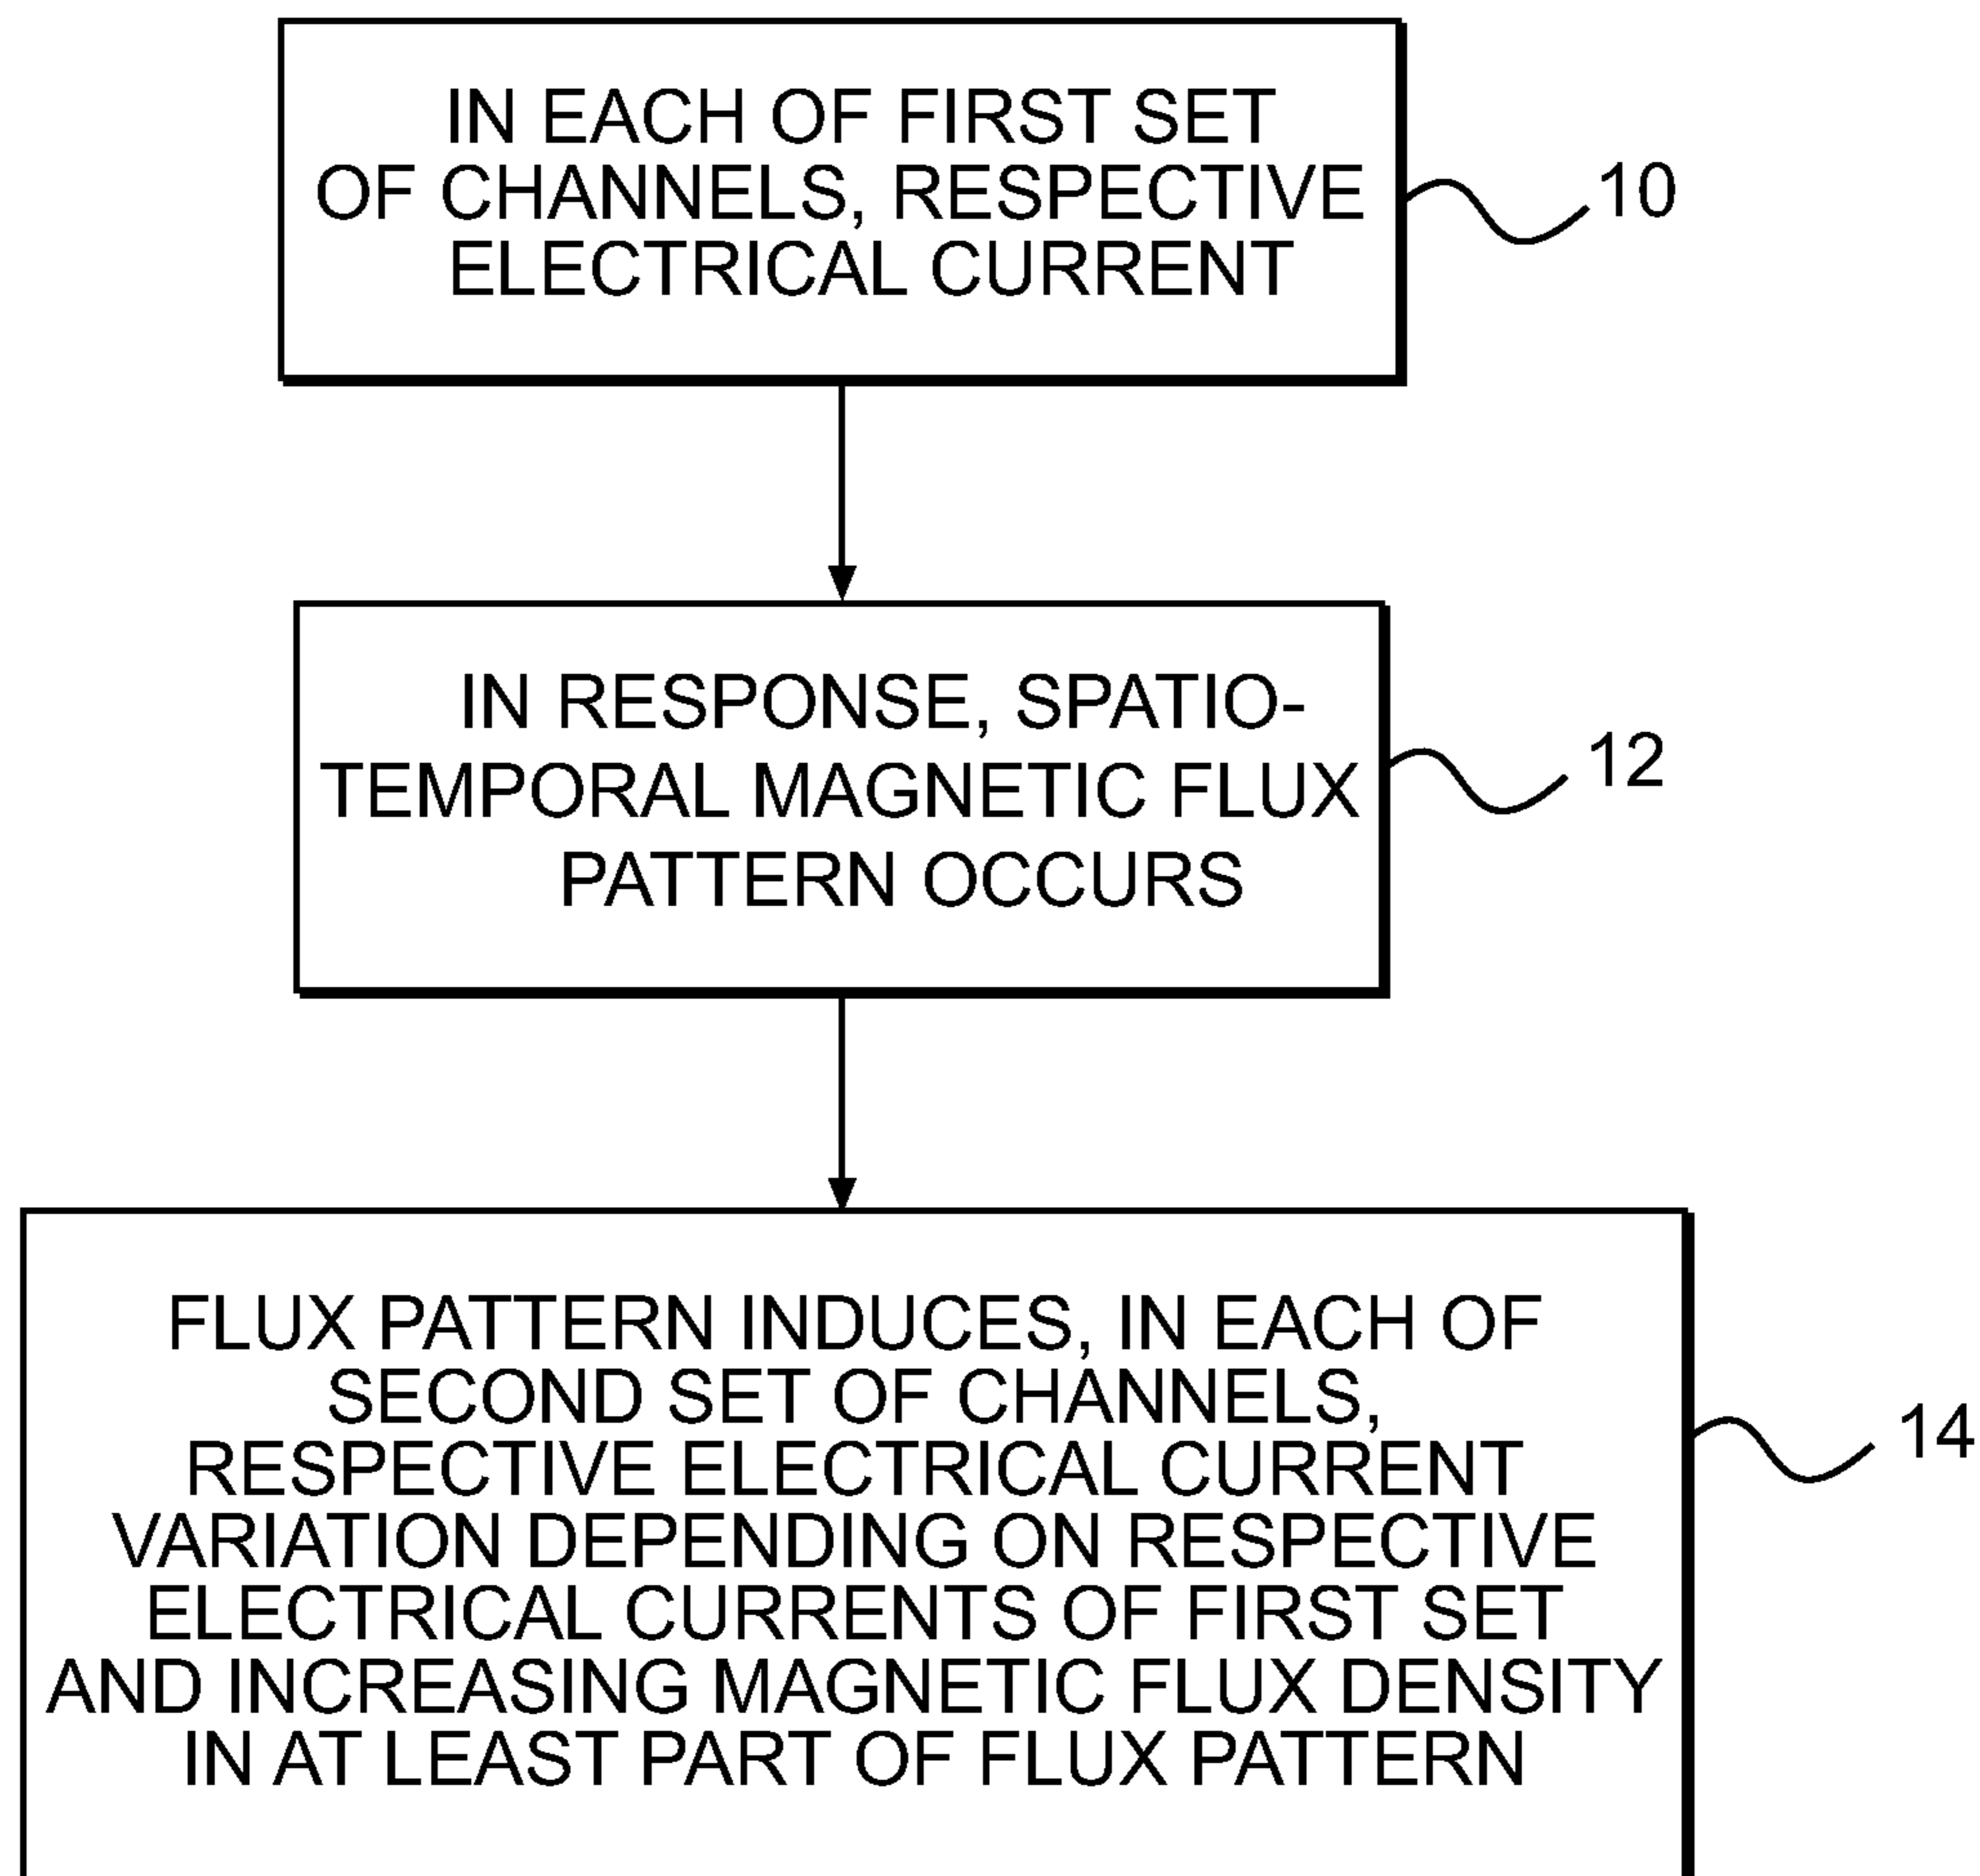 IN EACH OF FIRST SET
OF CHANNELS, RESPECTIVE
ELECTRICAL CURRENT
10
IN RESPONSE, SPATIO-
TEMPORAL MAGNETIC FLUX
PATTERN OCCURS
12
FLUX PATTERN INDUCES, IN EACH OF
SECOND SET OF CHANNELS,
RESPECTIVE ELECTRICAL CURRENT
VARIATION DEPENDING ON RESPECTIVE
ELECTRICAL CURRENTS OF FIRST SET
AND INCREASING MAGNETIC FLUX DENSITY
IN AT LEAST PART OF FLUX PATTERN
14